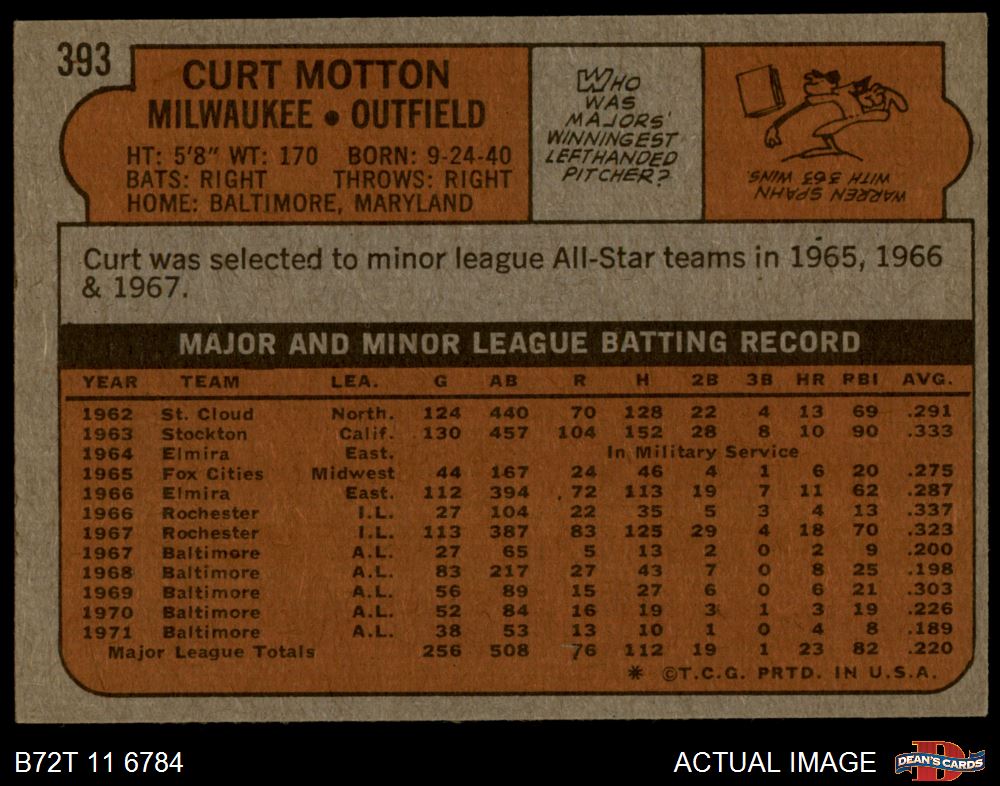 393
CURT MOTTON
MILWAUKEE • OUTFIELD
HT: 5'8" WT: 170 BORN: 9-24-40
BATS: RIGHT THROWS: RIGHT
HOME: BALTIMORE, MARYLAND
WHO
WAS
MAJORS'
WINNINGEST
LEFTHANDED
PITCHER?
WARREN SPAHN
WITH 363 WINS
Curt was selected to minor league All-Star teams in 1965, 1966
& 1967.
MAJOR AND MINOR LEAGUE BATTING RECORD
YEAR TEAM LEA. G AB R H 2B 3B HR RBI AVG.
1962 St. Cloud North. 124 440 70 128 22 4 13 69 .291
1963 Stockton Calif. 130 457 104 152 28 8 10 90 .333
1964 Elmira East. In Military Service
1965 Fox Cities Midwest 44 167 24 46 4 1 6 20 .275
1966 Elmira East. 112 394 72 113 19 7 11 62 .287
1966 Rochester I.L. 27 104 22 35 5 3 4 13 .337
1967 Rochester I.L. 113 387 83 125 29 4 18 70 .323
1967 Baltimore A.L. 27 65 5 13 2 0 2 9 .200
1968 Baltimore A.L. 83 217 27 43 7 0 8 25 .198
1969 Baltimore A.L. 56 89 15 27 6 0 6 21 .303
1970 Baltimore A.L. 52 84 16 19 3 1 3 19 .226
1971 Baltimore A.L. 38 53 13 10 1 0 4 8 .189
Major League Totals 256 508 76 112 19 1 23 82 .220
* ©T.C.G. PRTD. IN U.S.A.
B72T 11 6784
ACTUAL IMAGE
D
DEAN'S CARDS